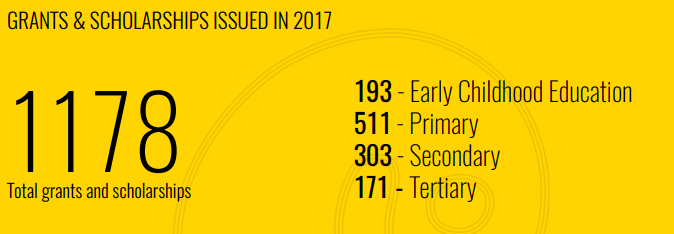 GRANTS & SCHOLARSHIPS ISSUED IN 2017
1178
Total grants and scholarships
193 - Early Childhood Education
511 - Primary
303 - Secondary
171 - Tertiary